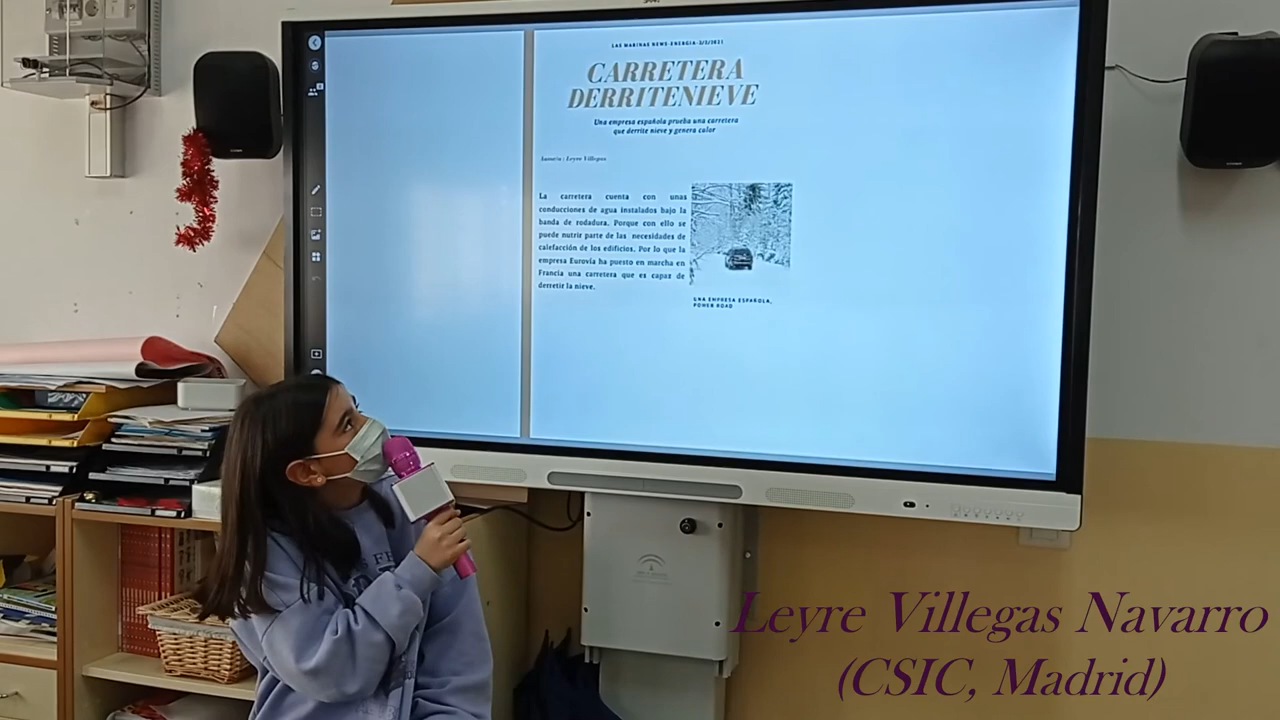 LAS MARINAS NEWS-ENERGIA-2/2/2021
CARRETERA
DERRITENIEVE
Una empresa española prueba una carretera
que derrite nieve y genera calor
Leyre Villegas
La carretera cuenta con unas
conducciones de agua instalados bajo la
banda de rodadura. Porque con ello se
puede nutrir parte de las necesidades de
calefacción de los edificios. Por lo que la
empresa Eurovía ha puesto en marcha en
Francia una carretera que es capaz de
derretir la nieve.
UNA EMPRESA ESPAÑOLA,
POWER ROAD
Leyre Villegas Navarro
(CSIC, Madrid)